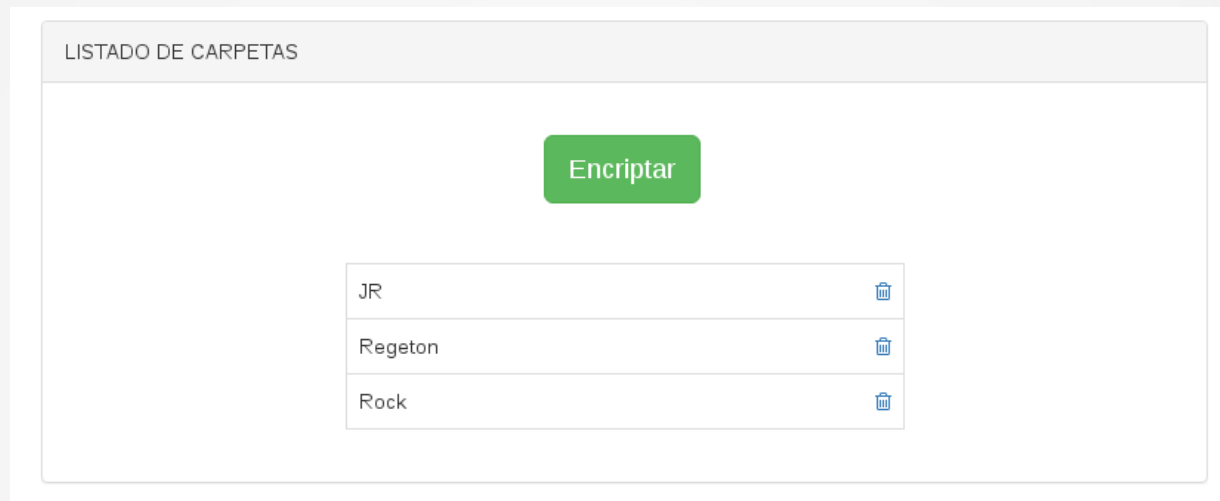 LISTADO DE CARPETAS
Encriptar
JR
Regeton
Rock